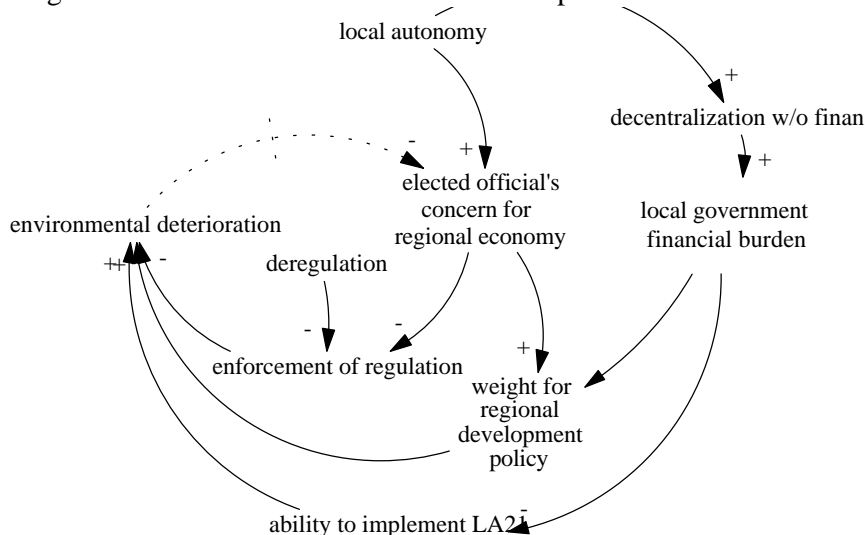 local autonomy
+
decentralization w/o finan
-
+
+
elected official's
concern for
regional economy
local government
financial burden
environmental deterioration
++
-
deregulation
-
-
+
enforcement of regulation
weight for
regional
development
policy
-
ability to implement LA21